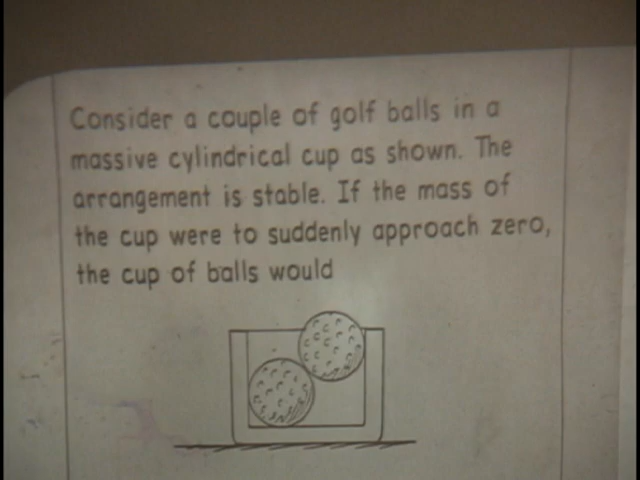 Consider a couple of golf balls in a
massive cylindrical cup as shown. The
arrangement is stable. If the mass of
the cup were to suddenly approach zero,
the cup of balls would